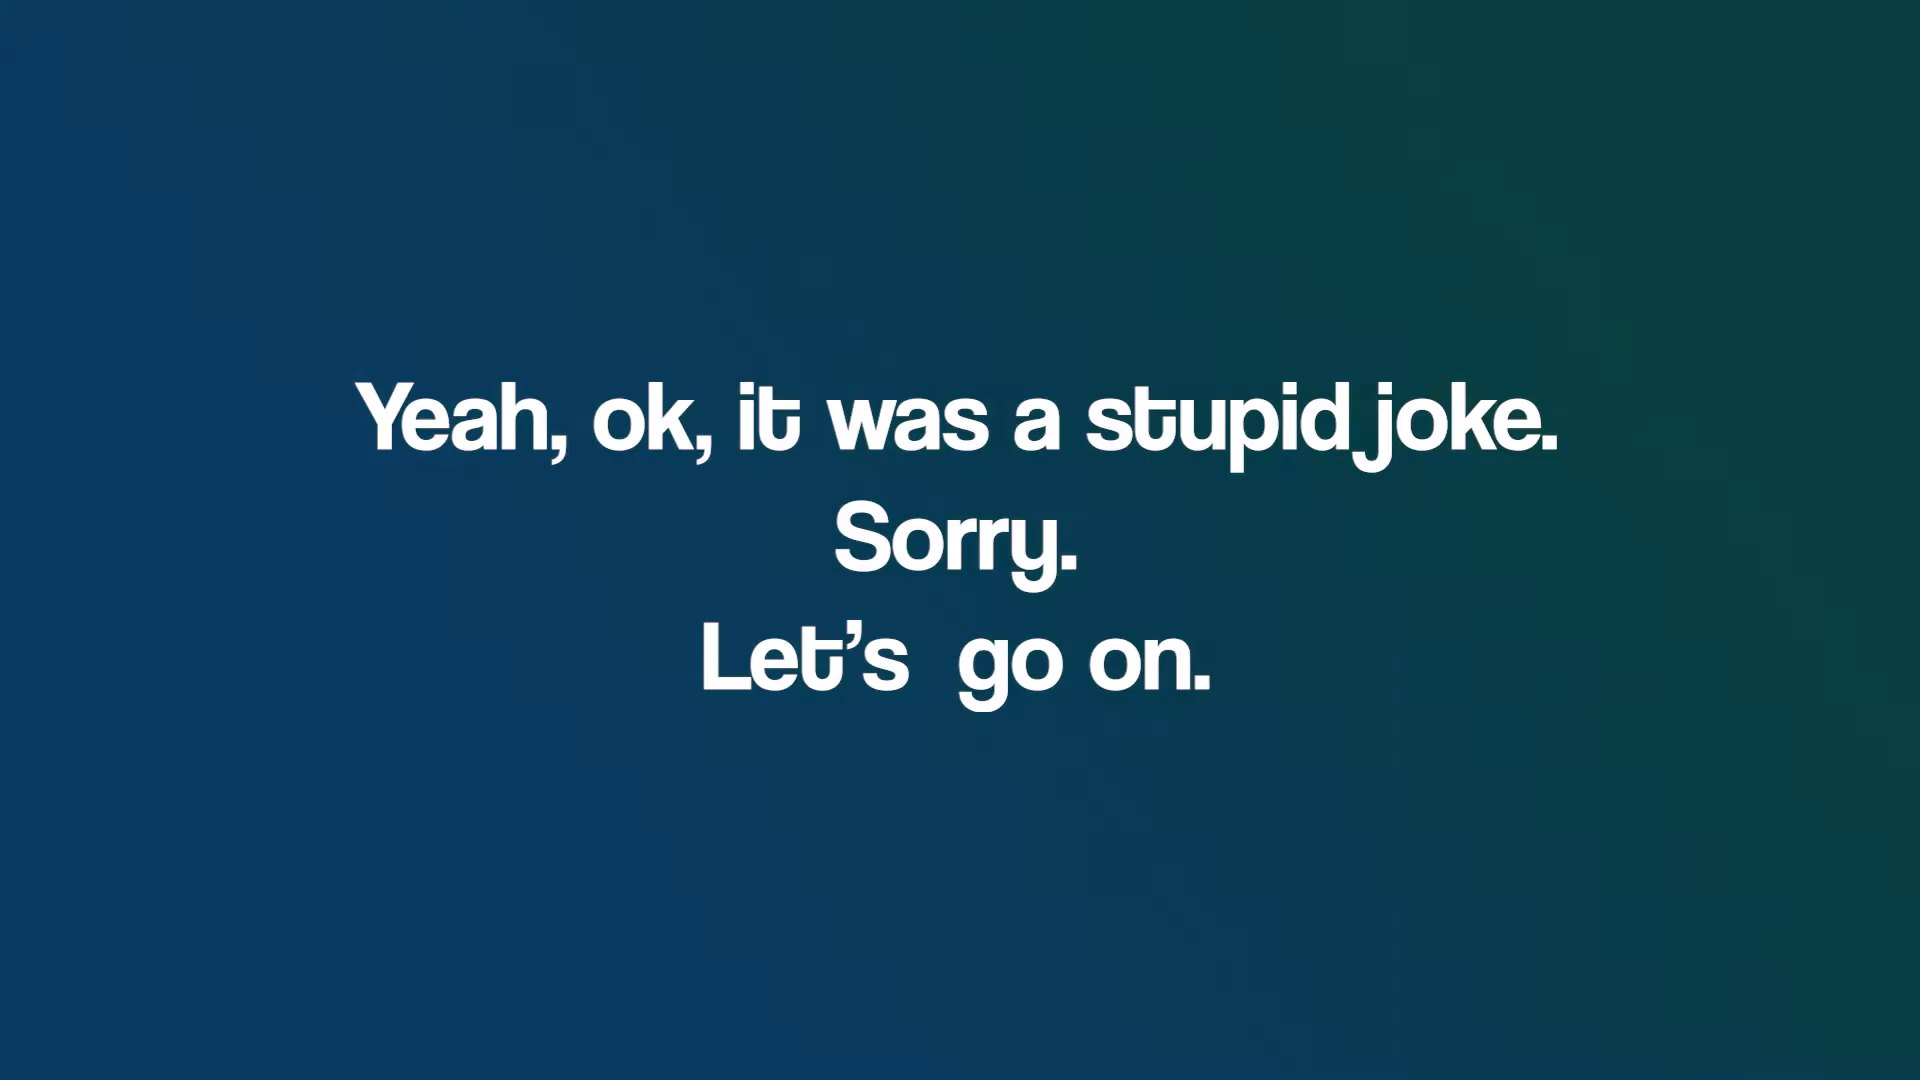 Yeah, ok, it was a stupid joke.
Sorry.
Let’s  go on.